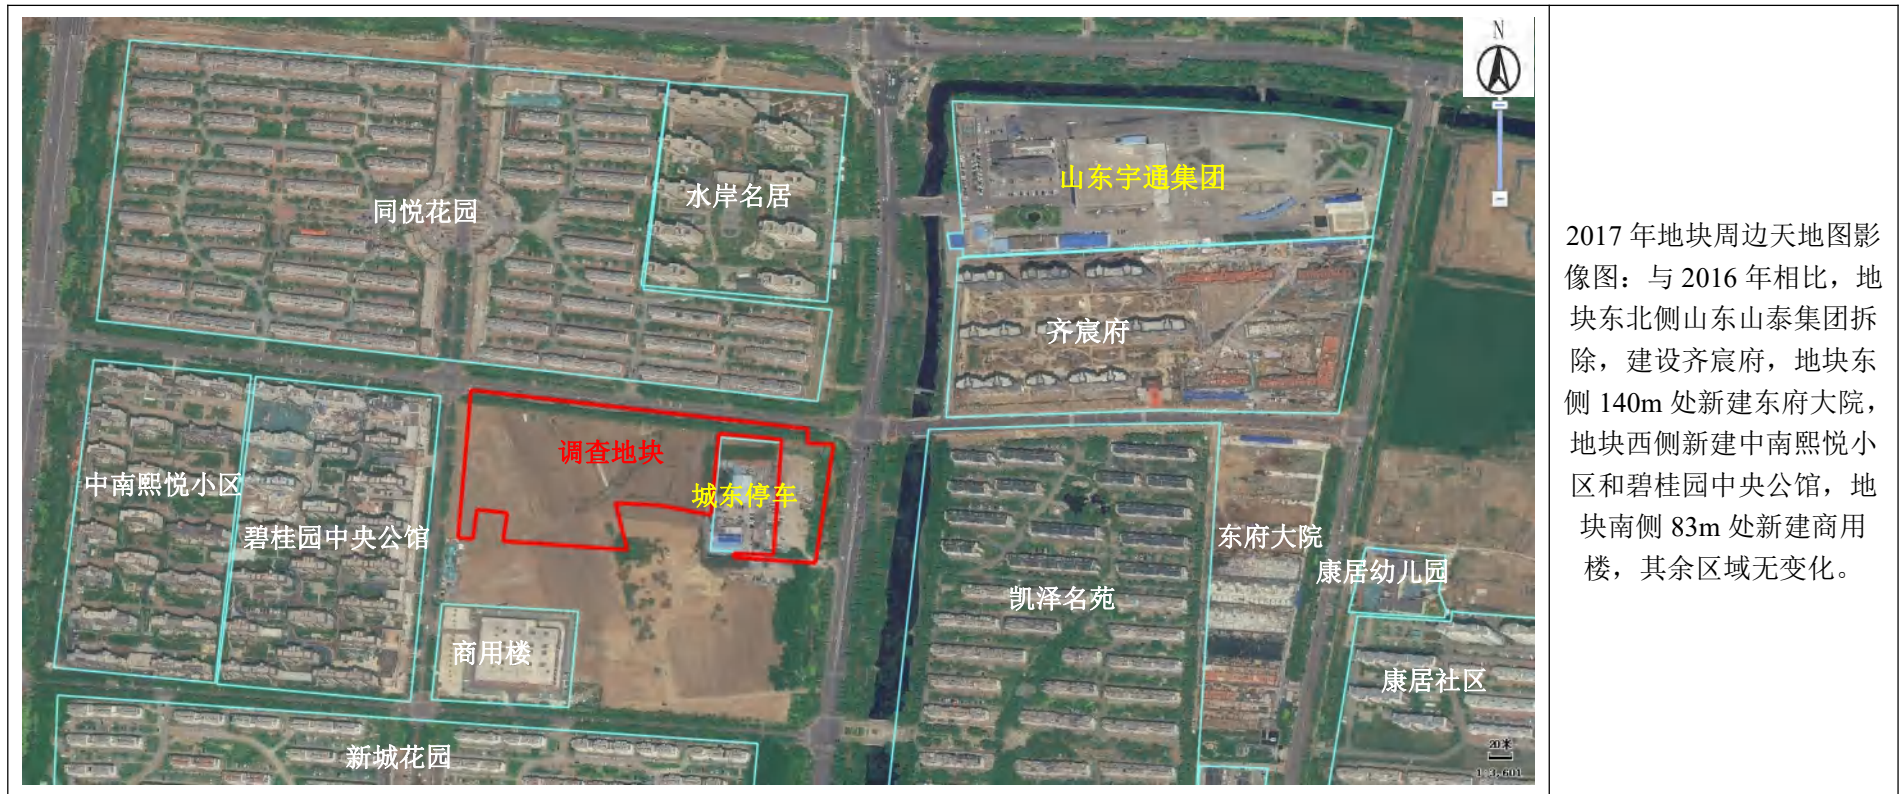 N
山东宇通集团
水岸名居
同悦花园
齐宸府
调查地块
中南熙悦小区
城东停车
碧桂园中央公馆
东府大院
康居幼儿园
凯泽名苑
商用楼
康居社区
新城花园
20米
1:3,601
2017 年地块周边天地图影
像图：与 2016 年相比，地
块东北侧山东山泰集团拆
除，建设齐宸府，地块东
侧 140m 处新建东府大院，
地块西侧新建中南熙悦小
区和碧桂园中央公馆，地
块南侧 83m 处新建商用
楼，其余区域无变化。